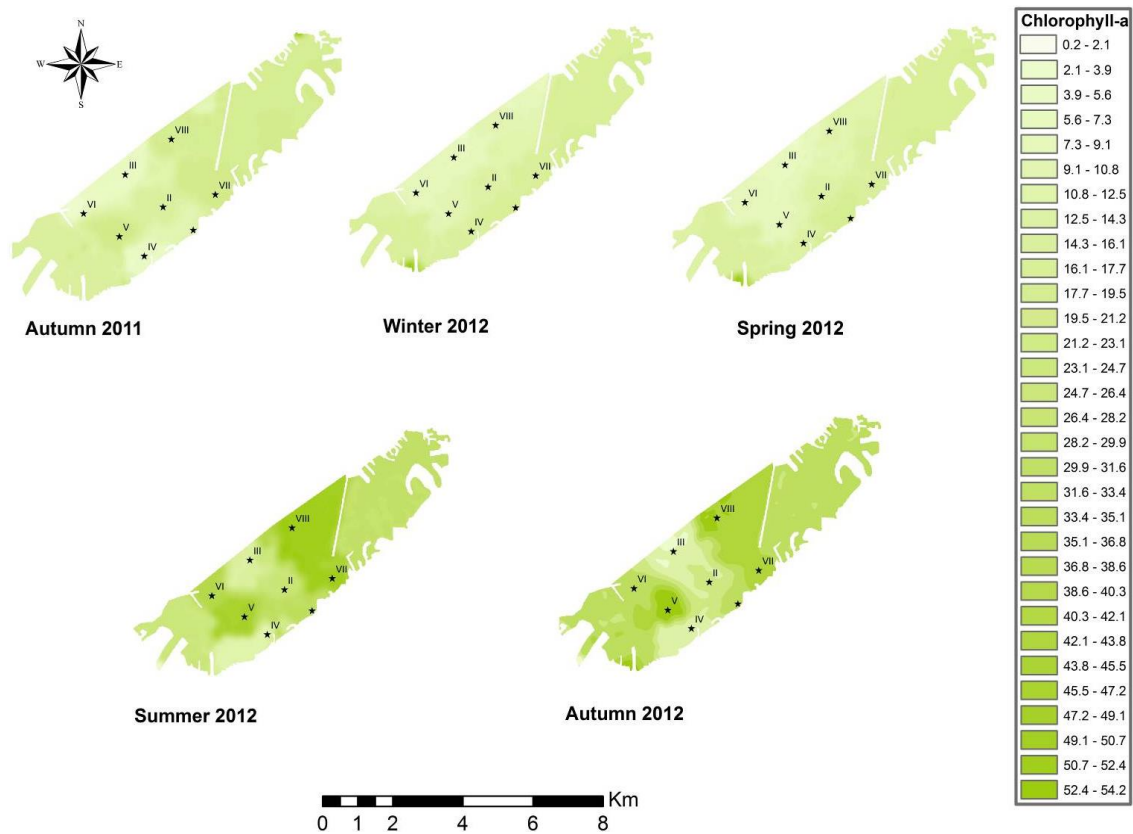 N
W E
S
VIII
III
VI
II
VII
V
IV
Autumn 2011
VIII
III
VI
II
VII
V
IV
Winter 2012
VIII
III
VI
II
VII
V
IV
Spring 2012
VIII
III
VI
II
VII
V
IV
Summer 2012
VIII
III
VI
II
VII
V
IV
Autumn 2012
Km
0 1 2 4 6 8
Chlorophyll-a
0.2 - 2.1
2.1 - 3.9
3.9 - 5.6
5.6 - 7.3
7.3 - 9.1
9.1 - 10.8
10.8 - 12.5
12.5 - 14.3
14.3 - 16.1
16.1 - 17.7
17.7 - 19.5
19.5 - 21.2
21.2 - 23.1
23.1 - 24.7
24.7 - 26.4
26.4 - 28.2
28.2 - 29.9
29.9 - 31.6
31.6 - 33.4
33.4 - 35.1
35.1 - 36.8
36.8 - 38.6
38.6 - 40.3
40.3 - 42.1
42.1 - 43.8
43.8 - 45.5
45.5 - 47.2
47.2 - 49.1
49.1 - 50.7
50.7 - 52.4
52.4 - 54.2